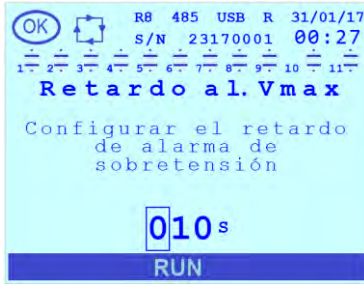 OK R8 485 USB R 31/01/17
S/N 23170001 00:27
1 2 3 4 5 6 7 8 9 10 11
Retardo al. Vmax
Configurar el retardo
de alarma de
sobretensión
010 s
RUN